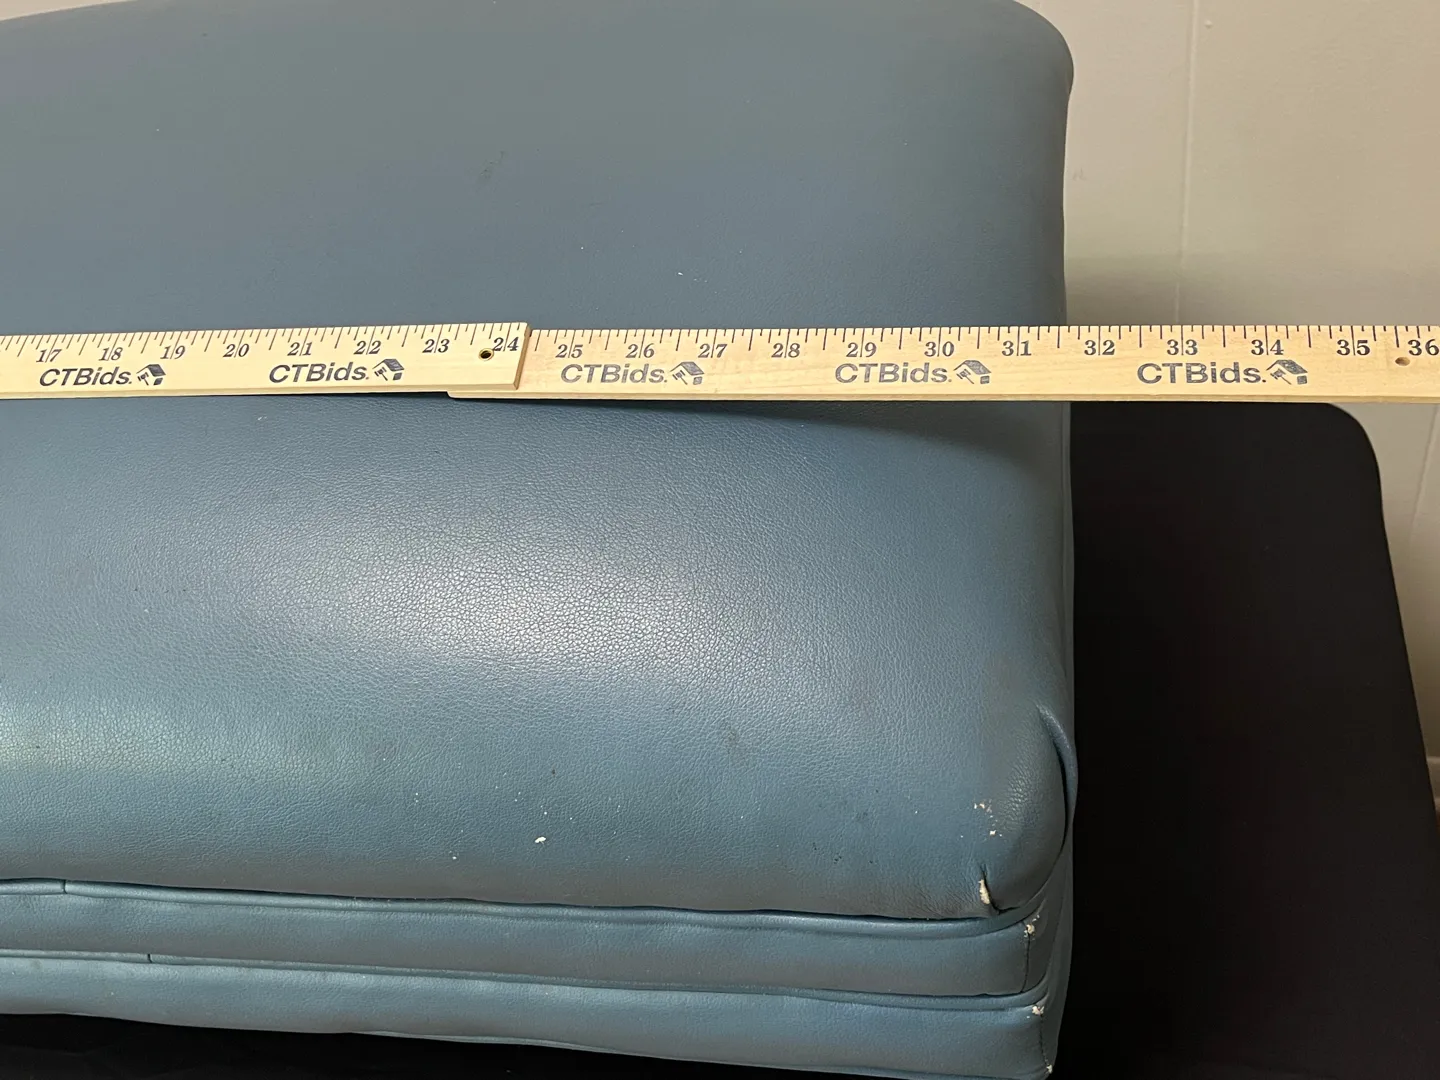 17 18 19 20 21 22 23 24 25 26 27 28 29 30 31 32 33 34 35 36
CTBids. CTBids. CTBids. CTBids. CTBids.